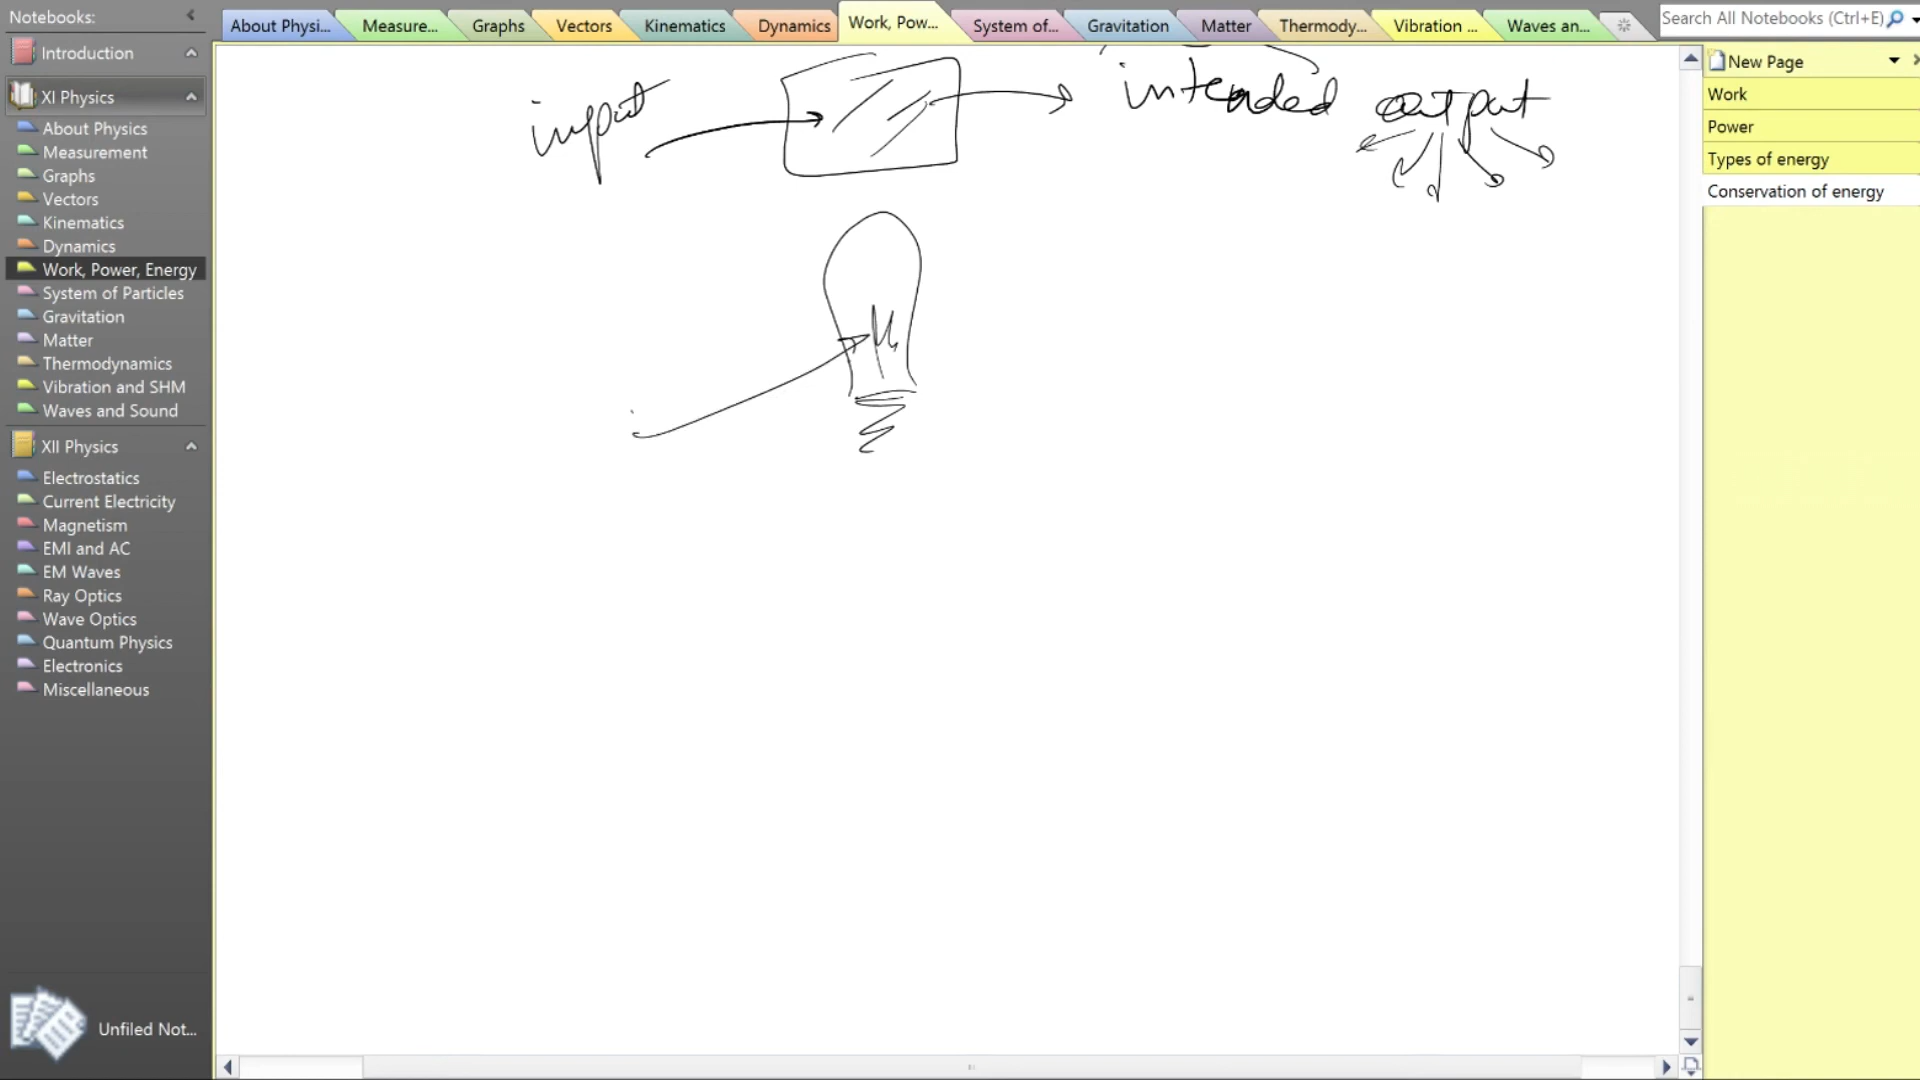 Notebooks:
Introduction
XI Physics
About Physics
Measurement
Graphs
Vectors
Kinematics
Dynamics
Work, Power, Energy
System of Particles
Gravitation
Matter
Thermodynamics
Vibration and SHM
Waves and Sound
XII Physics
Electrostatics
Current Electricity
Magnetism
EMI and AC
EM Waves
Ray Optics
Wave Optics
Quantum Physics
Electronics
Miscellaneous
Unfiled Not...
About Physi... Measure... Graphs Vectors Kinematics Dynamics Work, Pow... System of... Gravitation Matter Thermody... Vibration ... Waves an...
Search All Notebooks (Ctrl+E)
input intended output
New Page
Work
Power
Types of energy
Conservation of energy